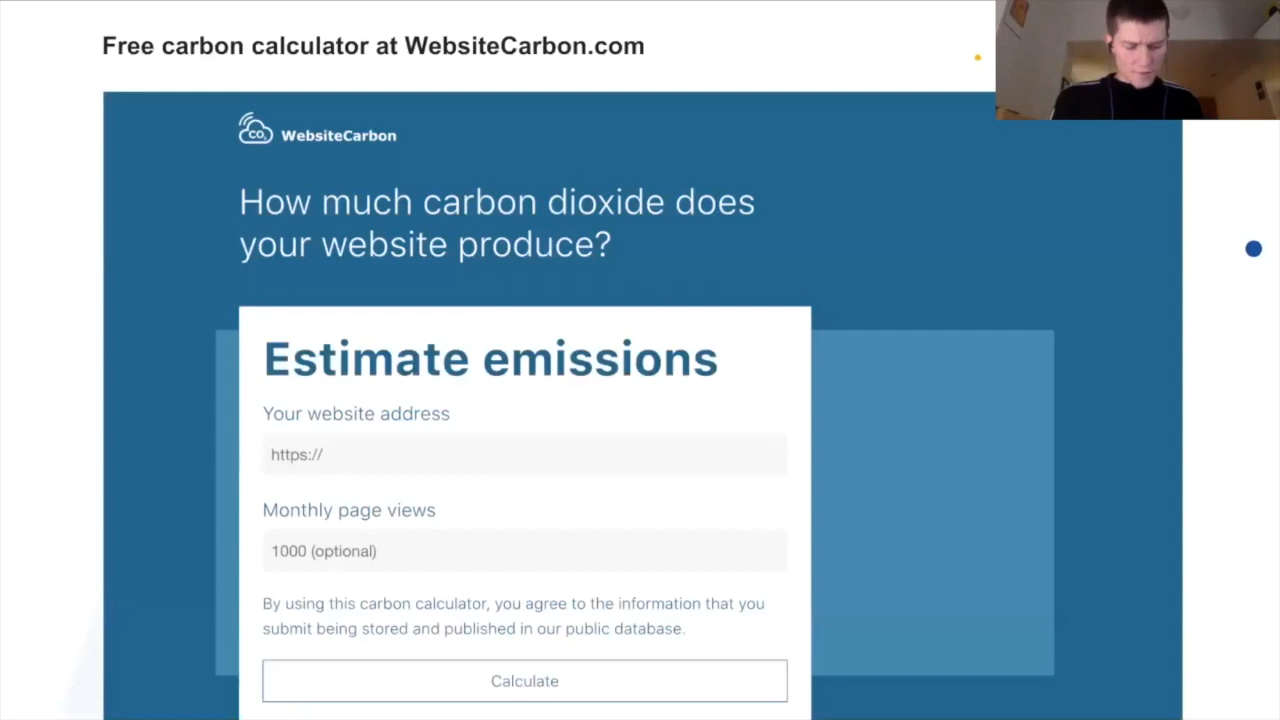 Free carbon calculator at WebsiteCarbon.com
CO2 WebsiteCarbon
How much carbon dioxide does
your website produce?
Estimate emissions
Your website address
https://
Monthly page views
1000 (optional)
By using this carbon calculator, you agree to the information that you
submit being stored and published in our public database.
Calculate